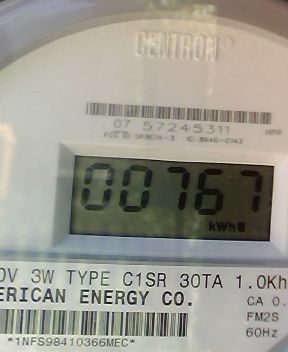 CENTRON®
07 57245311
HPP
00767
kWh
0V 3W TYPE C1SR 30TA 1.0Kh
ERICAN ENERGY CO.
CA 0.
FM2S
60Hz
*1NFS98410366MEC*